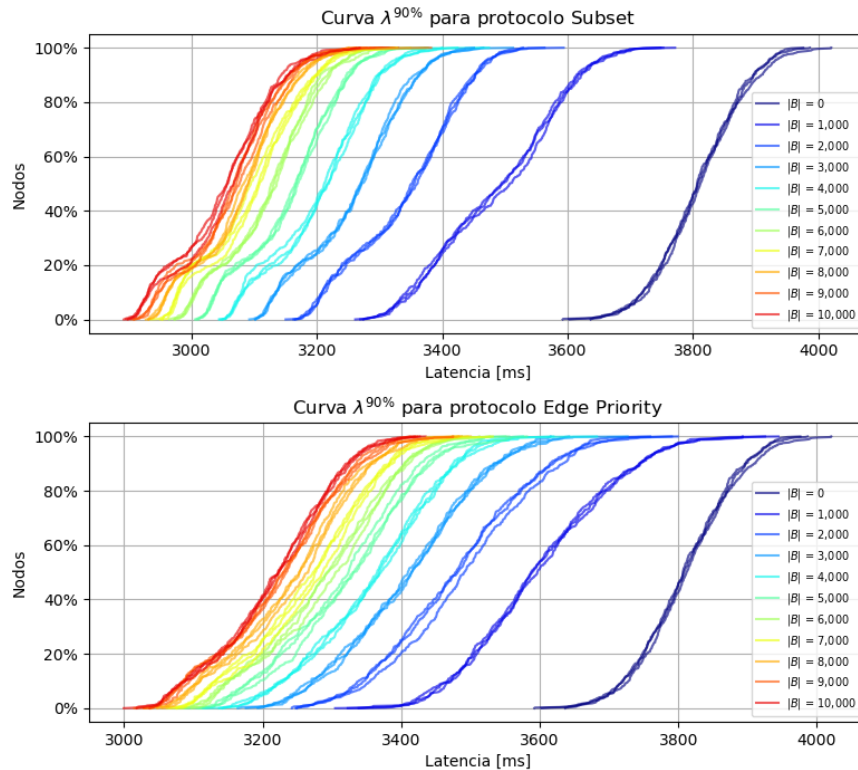 Curva λ^90% para protocolo Subset
100%
80%
60%
40%
20%
0%
Nodos
3000 3200 3400 3600 3800 4000
Latencia [ms]
|B| = 0
|B| = 1,000
|B| = 2,000
|B| = 3,000
|B| = 4,000
|B| = 5,000
|B| = 6,000
|B| = 7,000
|B| = 8,000
|B| = 9,000
|B| = 10,000
Curva λ^90% para protocolo Edge Priority
100%
80%
60%
40%
20%
0%
Nodos
3000 3200 3400 3600 3800 4000
Latencia [ms]
|B| = 0
|B| = 1,000
|B| = 2,000
|B| = 3,000
|B| = 4,000
|B| = 5,000
|B| = 6,000
|B| = 7,000
|B| = 8,000
|B| = 9,000
|B| = 10,000